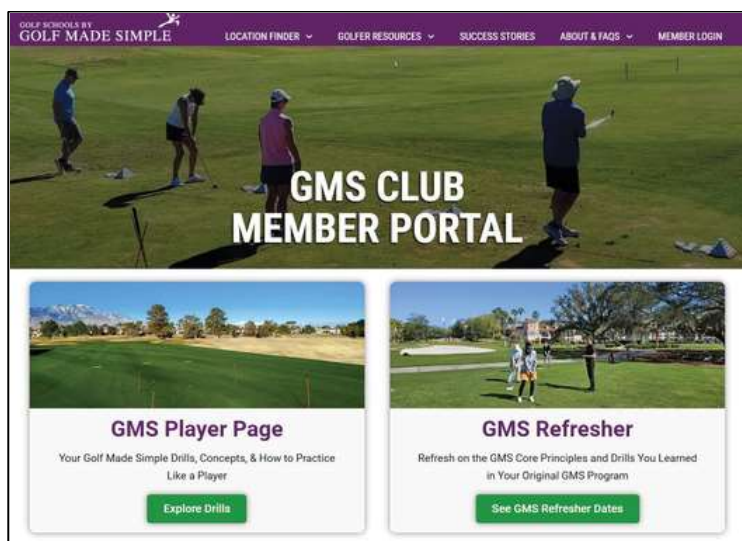 GOLF SCHOOLS BY
GOLF MADE SIMPLE
LOCATION FINDER
GOLFER RESOURCES
SUCCESS STORIES
ABOUT & FAQS
MEMBER LOGIN
GMS CLUB
MEMBER PORTAL
GMS Player Page
Your Golf Made Simple Drills, Concepts, & How to Practice
Like a Player
Explore Drills
GMS Refresher
Refresh on the GMS Core Principles and Drills You Learned
in Your Original GMS Program
See GMS Refresher Dates